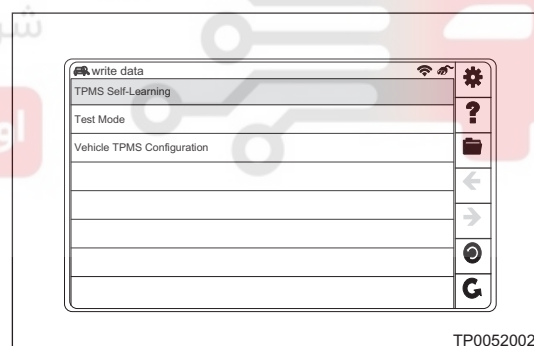 write data
TPMS Self-Learning
Test Mode
?
Vehicle TPMS Configuration
TP0052002